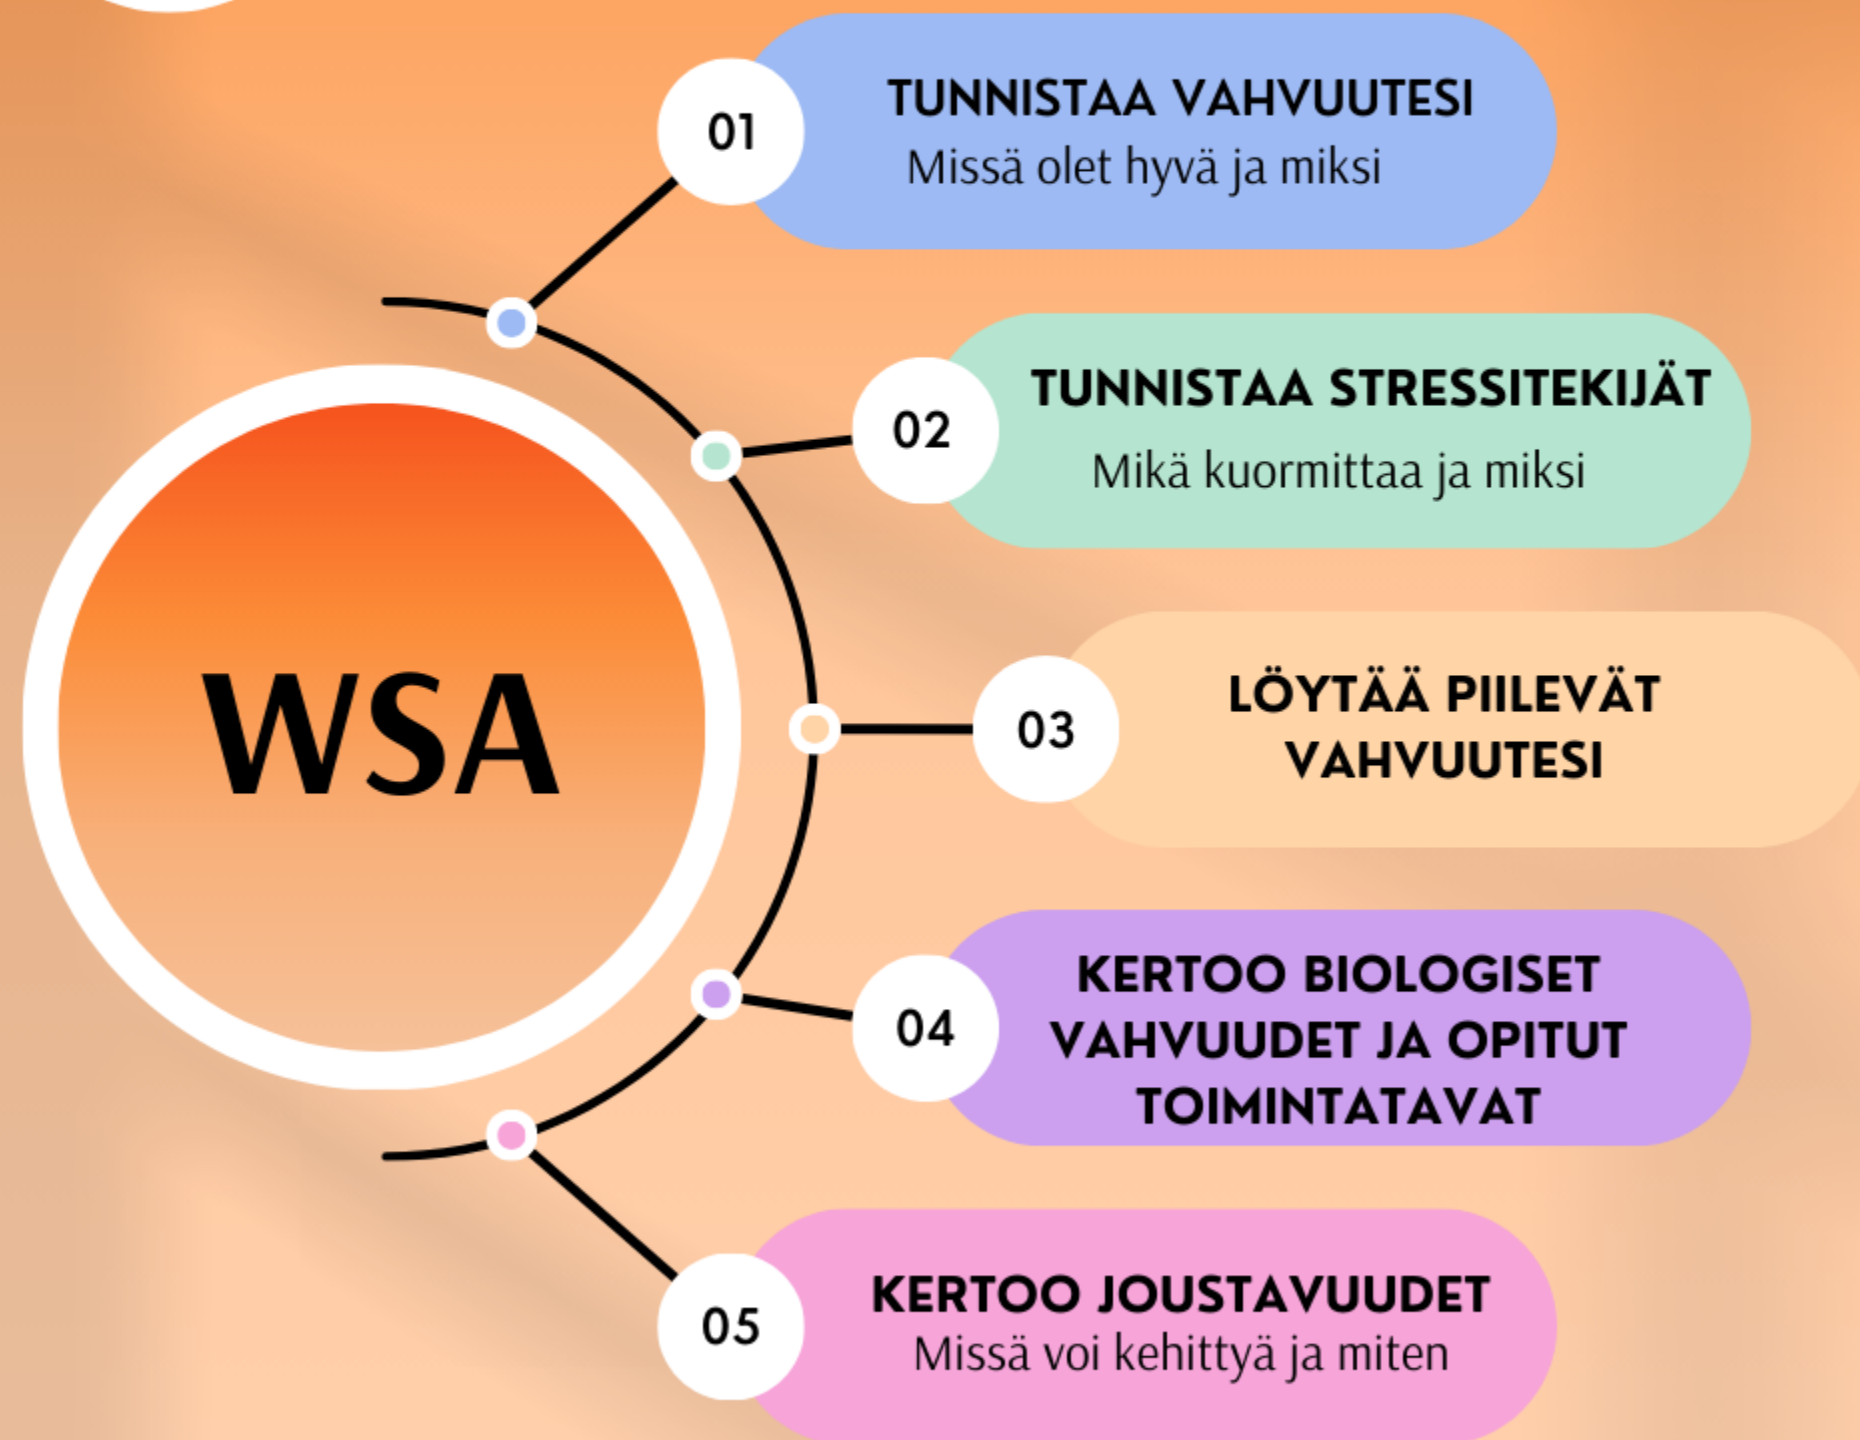 01
TUNNISTAA VAHVUUTESI
Missä olet hyvä ja miksi
02
TUNNISTAA STRESSITEKIJÄT
Mikä kuormittaa ja miksi
WSA
03
LÖYTÄÄ PIILEVÄT
VAHVUUTESI
04
KERTOO BIOLOGISET
VAHVUUDET JA OPITUT
TOIMINTATAVAT
05
KERTOO JOUSTAVUUDET
Missä voi kehittyä ja miten